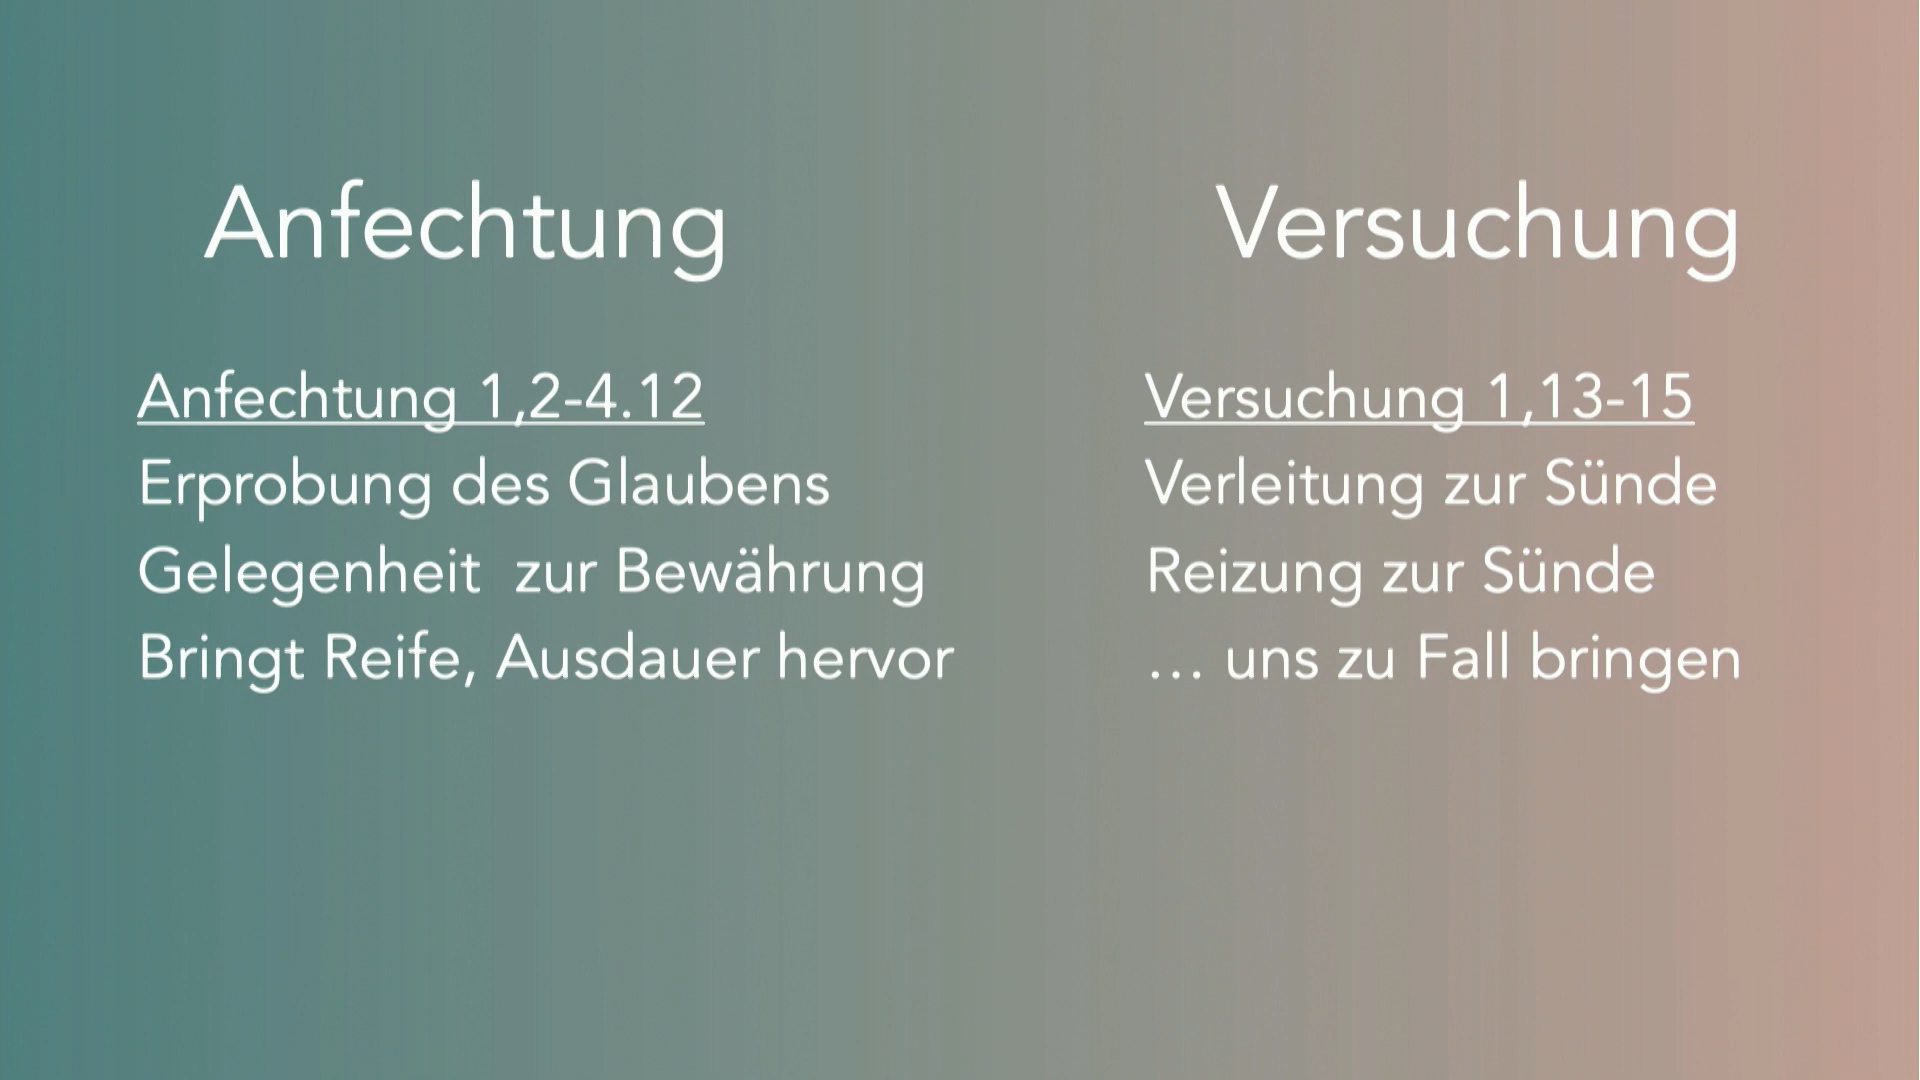 Anfechtung
Anfechtung 1,2-4.12
Erprobung des Glaubens
Gelegenheit  zur Bewährung
Bringt Reife, Ausdauer hervor
Versuchung
Versuchung 1,13-15
Verleitung zur Sünde
Reizung zur Sünde
… uns zu Fall bringen